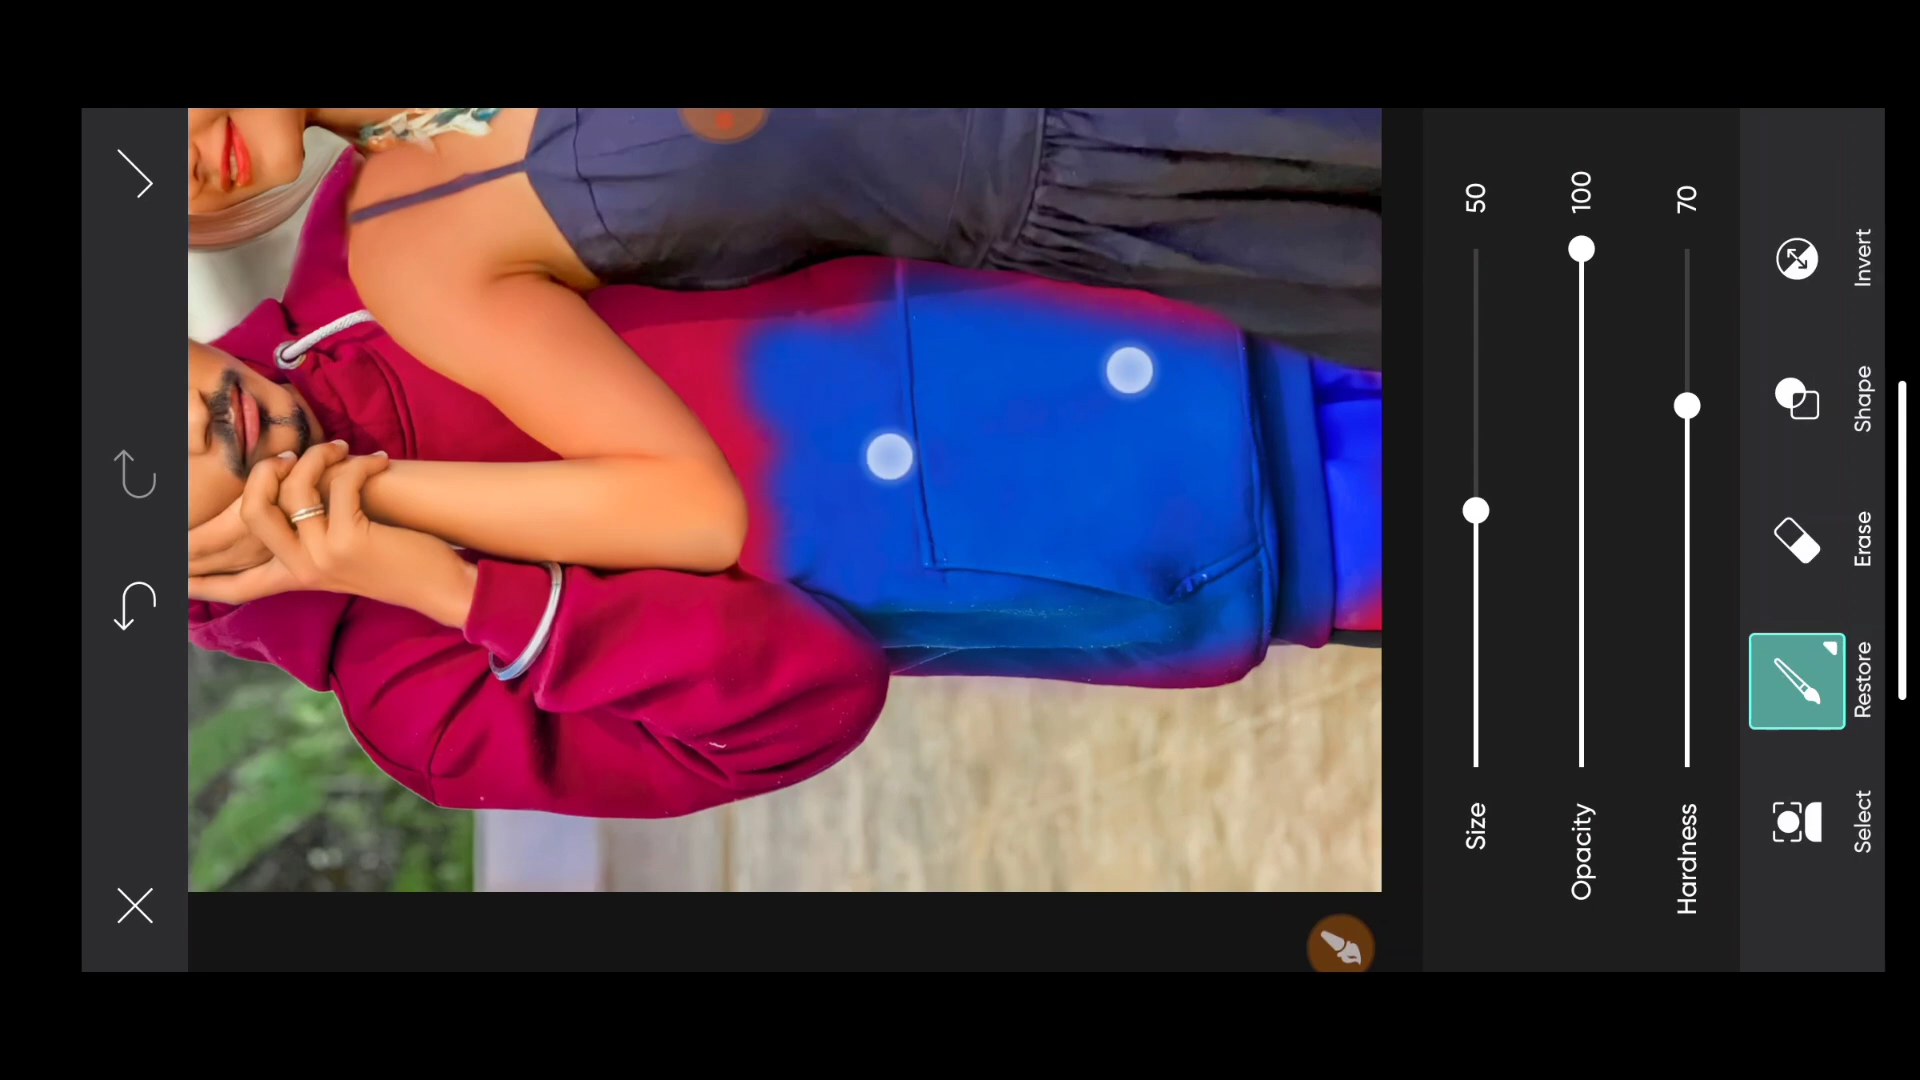 Size 50
Opacity 100
Hardness 70
Select
Restore
Erase
Shape
Invert